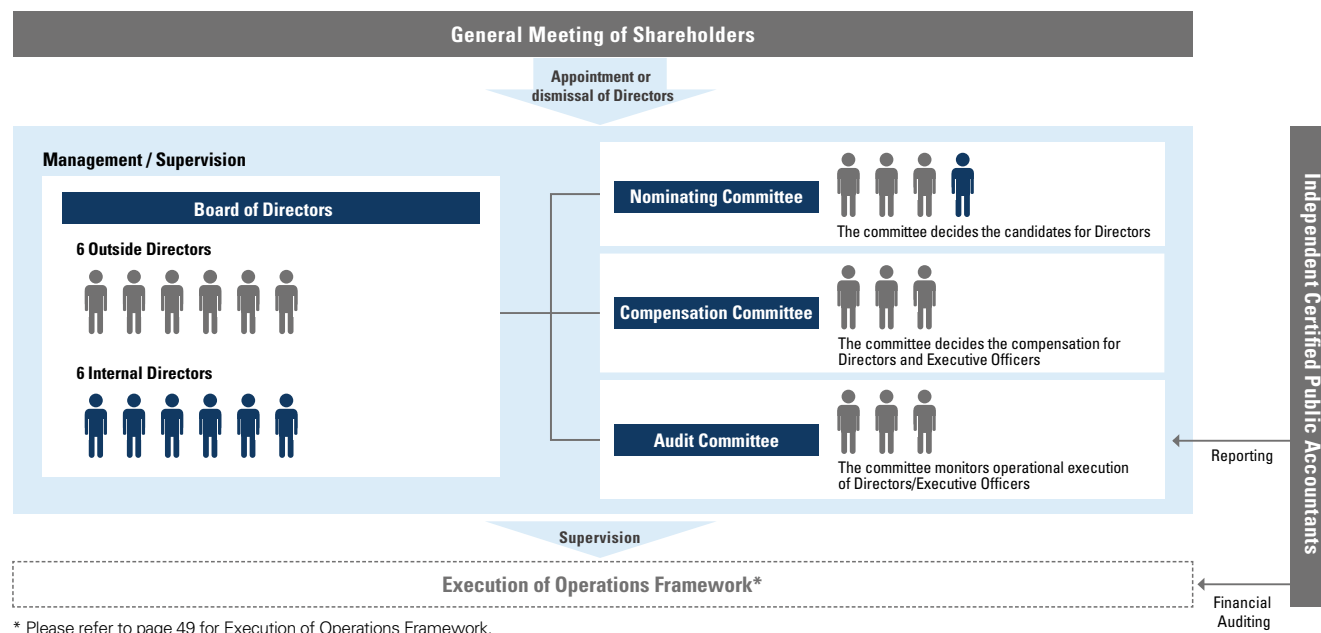 General Meeting of Shareholders
Appointment or
dismissal of Directors
Management / Supervision
Board of Directors
6 Outside Directors
6 Internal Directors
Nominating Committee
The committee decides the candidates for Directors
Compensation Committee
The committee decides the compensation for
Directors and Executive Officers
Audit Committee
The committee monitors operational execution
of Directors/Executive Officers
Independent Certified Public Accountants
Reporting
Supervision
Execution of Operations Framework*
Financial
Auditing
* Please refer to page 49 for Execution of Operations Framework.